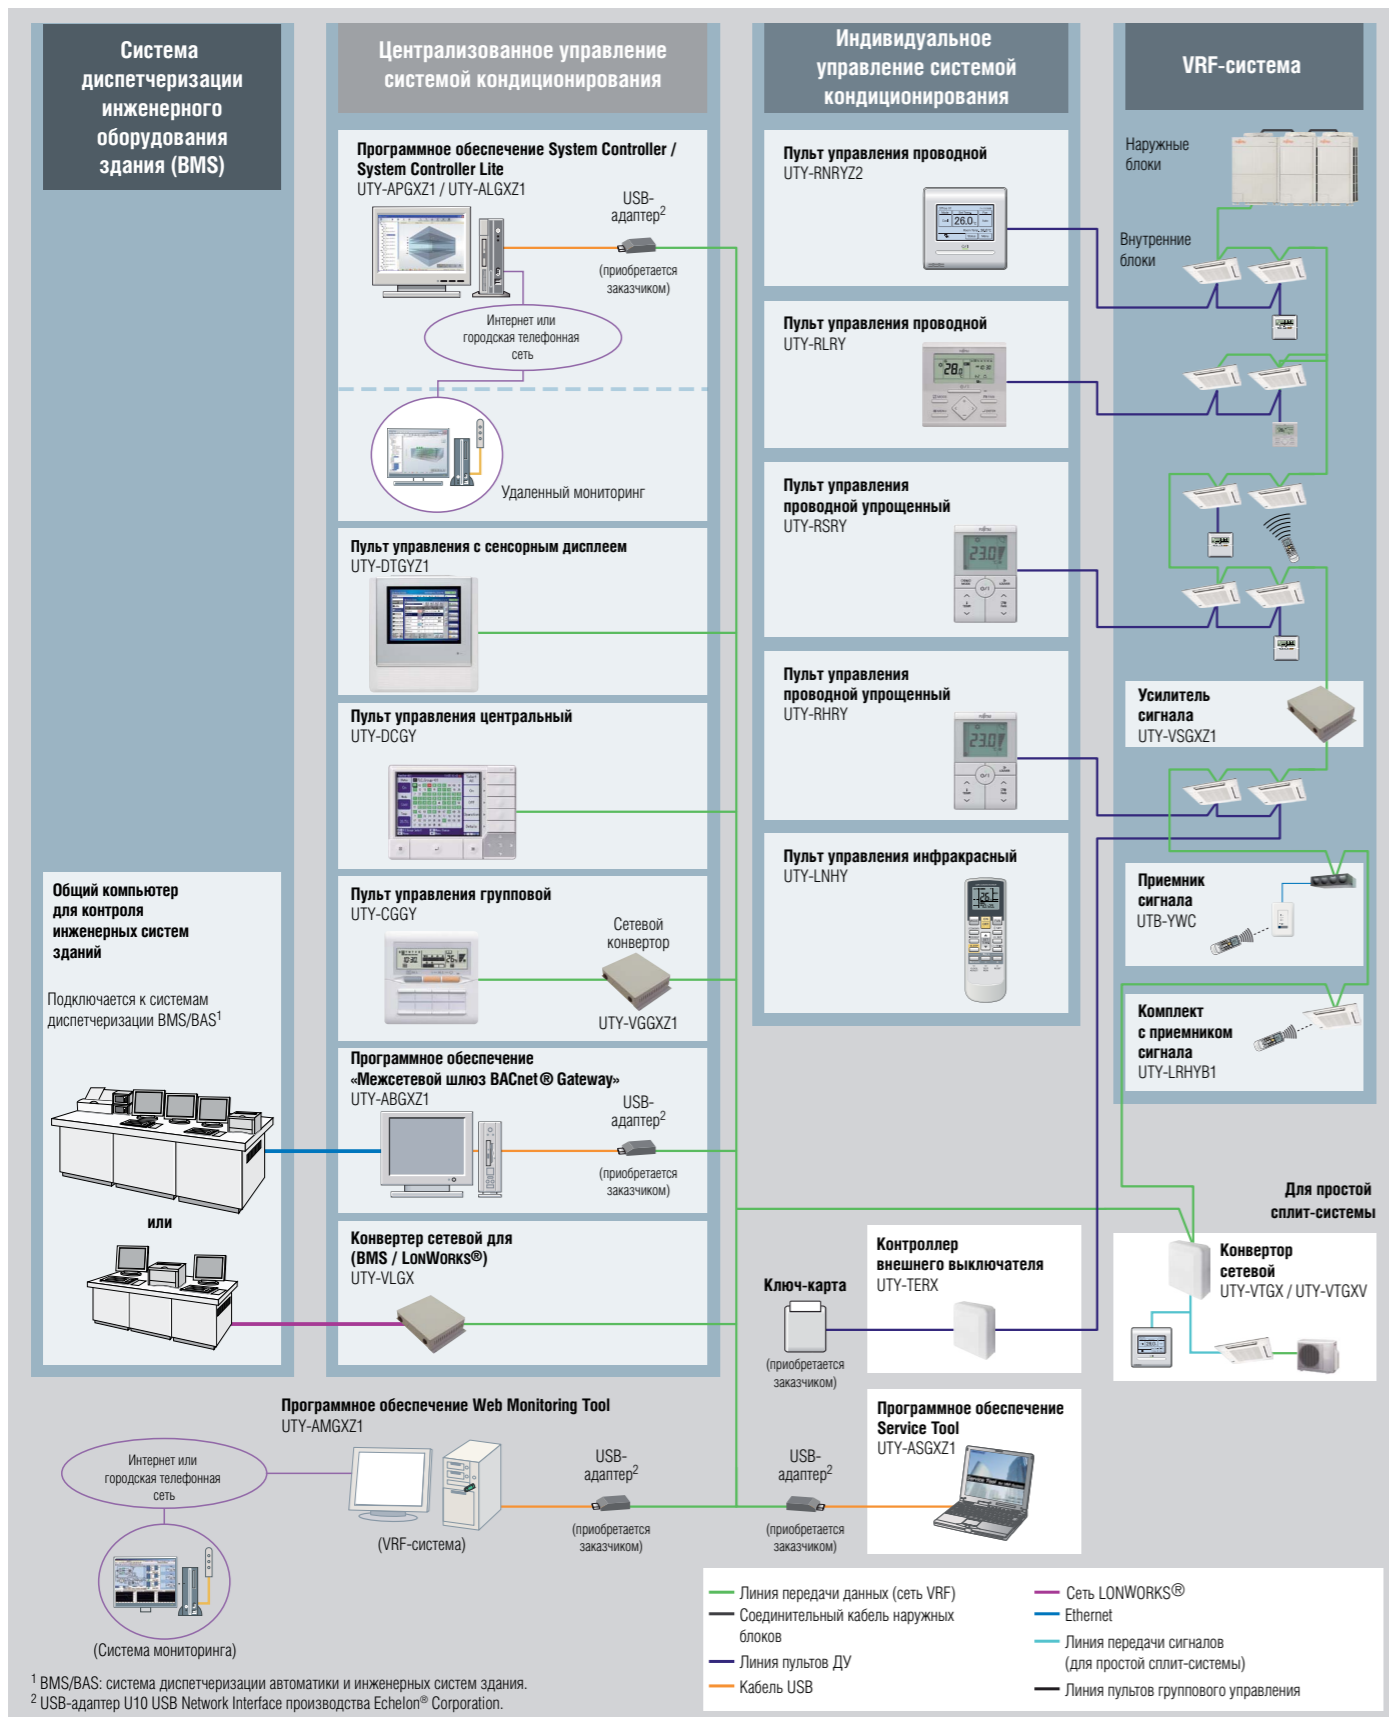 Система
диспетчеризации
инженерного
оборудования
здания (BMS)
Общий компьютер
для контроля
инженерных систем
зданий
Подключается к системам
диспетчеризации BMS/BAS1
или
Централизованное управление
системой кондиционирования
Программное обеспечение System Controller /
System Controller Lite
UTY-APGXZ1 / UTY-ALGXZ1
USB-
адаптер2
(приобретается
заказчиком)
Интернет или
городская телефонная
сеть
Удаленный мониторинг
Пульт управления с сенсорным дисплеем
UTY-DTGYZ1
Пульт управления центральный
UTY-DCGY
Пульт управления групповой
UTY-CGGY
Сетевой
конвертор
UTY-VGGXZ1
Программное обеспечение
«Межсетевой шлюз BACnet® Gateway»
UTY-ABGXZ1
USB-
адаптер2
(приобретается
заказчиком)
Конвертер сетевой для
(BMS / LONWORKS®)
UTY-VLGX
Индивидуальное
управление системой
кондиционирования
Пульт управления проводной
UTY-RNRYZ2
26.0
Пульт управления проводной
UTY-RLRY
28.0
Пульт управления
проводной упрощенный
UTY-RSRY
23.0
Пульт управления
проводной упрощенный
UTY-RHRY
23.0
Пульт управления инфракрасный
UTY-LNHY
VRF-система
Наружные
блоки
Внутренние
блоки
Усилитель
сигнала
UTY-VSGXZ1
Приемник
сигнала
UTB-YWC
Комплект
с приемником
сигнала
UTY-LRHYB1
Для простой
сплит-системы
Конвертор
сетевой
UTY-VTGX / UTY-VTGXV
Контроллер
внешнего выключателя
UTY-TERX
Ключ-карта
(приобретается
заказчиком)
Программное обеспечение Web Monitoring Tool
UTY-AMGXZ1
Интернет или
городская телефонная
сеть
(VRF-система)
USB-
адаптер2
(приобретается
заказчиком)
USB-
адаптер2
(приобретается
заказчиком)
Программное обеспечение
Service Tool
UTY-ASGXZ1
(Система мониторинга)
Линия передачи данных (сеть VRF)
Соединительный кабель наружных
блоков
Линия пультов ДУ
Кабель USB
Сеть LONWORKS®
Ethernet
Линия передачи сигналов
(для простой сплит-системы)
Линия пультов группового управления
1 BMS/BAS: система диспетчеризации автоматики и инженерных систем здания.
2 USB-адаптер U10 USB Network Interface производства Echelon® Corporation.